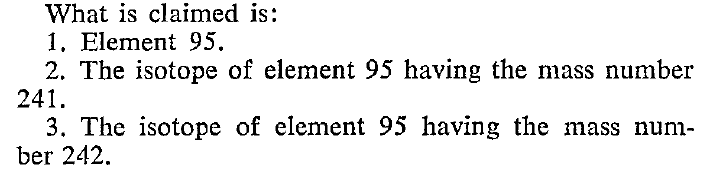 What is claimed is:
1. Element 95.
2. The isotope of element 95 having the mass number
241.
3. The isotope of element 95 having the mass num-
ber 242.